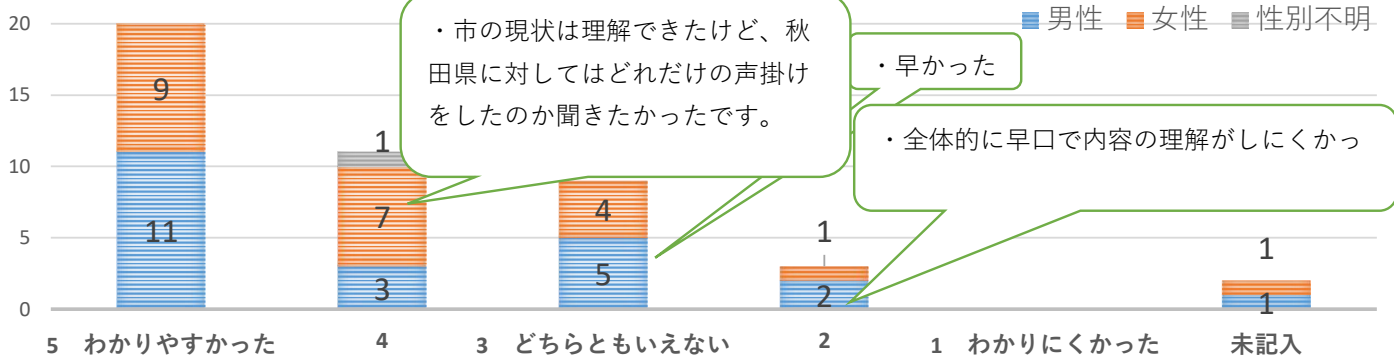 男性 女性 性別不明
20
15
10
5
0
・市の現状は理解できたけど、秋
田県に対してはどれだけの声掛け
をしたのか聞きたかったです。
・早かった
・全体的に早口で内容の理解がしにくかっ
9
11
1
7
3
4
5
1
2
1
1
5 わかりやすかった
4
3 どちらともいえない
2
1 わかりにくかった
未記入